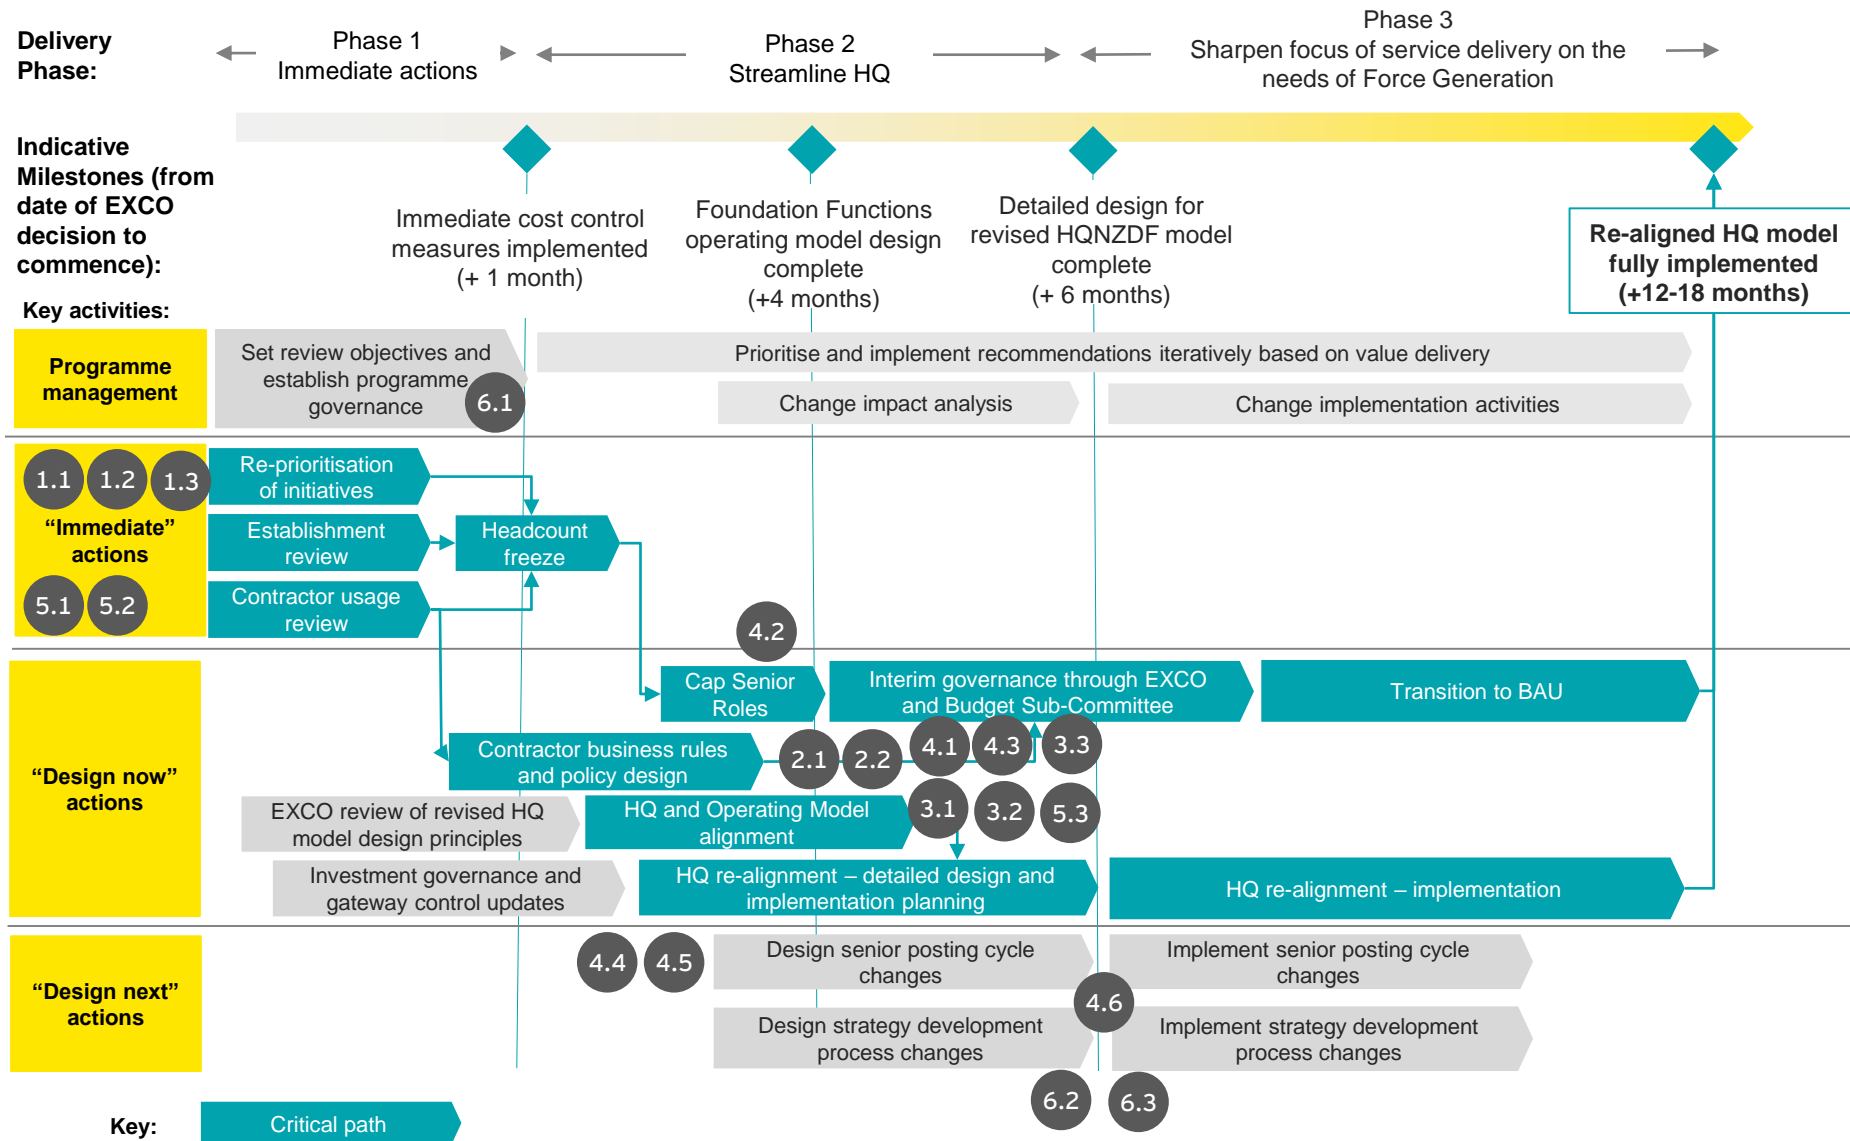 Delivery
Phase:
Phase 1
Immediate actions
Phase 2
Streamline HQ
Phase 3
Sharpen focus of service delivery on the
needs of Force Generation
Indicative
Milestones (from
date of EXCO
decision to
commence):
Immediate cost control
measures implemented
(+ 1 month)
Foundation Functions
operating model design
complete
(+4 months)
Detailed design for
revised HQNZDF model
complete
(+ 6 months)
Re-aligned HQ model
fully implemented
(+12-18 months)
Key activities:
Programme
management
Set review objectives and
establish programme
governance
6.1
Prioritise and implement recommendations iteratively based on value delivery
Change impact analysis
Change implementation activities
1.1
1.2
1.3
"Immediate"
actions
5.1
5.2
Re-prioritisation
of initiatives
Establishment
review
Contractor usage
review
Headcount
freeze
4.2
"Design now"
actions
Cap Senior
Roles
Interim governance through EXCO
and Budget Sub-Committee
Transition to BAU
Contractor business rules
and policy design
2.1
2.2
4.1
4.3
3.3
EXCO review of revised HQ
model design principles
HQ and Operating Model
alignment
3.1
3.2
5.3
Investment governance and
gateway control updates
HQ re-alignment – detailed design and
implementation planning
HQ re-alignment – implementation
"Design next"
actions
4.4
4.5
Design senior posting cycle
changes
Implement senior posting cycle
changes
4.6
Design strategy development
process changes
Implement strategy development
process changes
6.2
6.3
Key:
Critical path